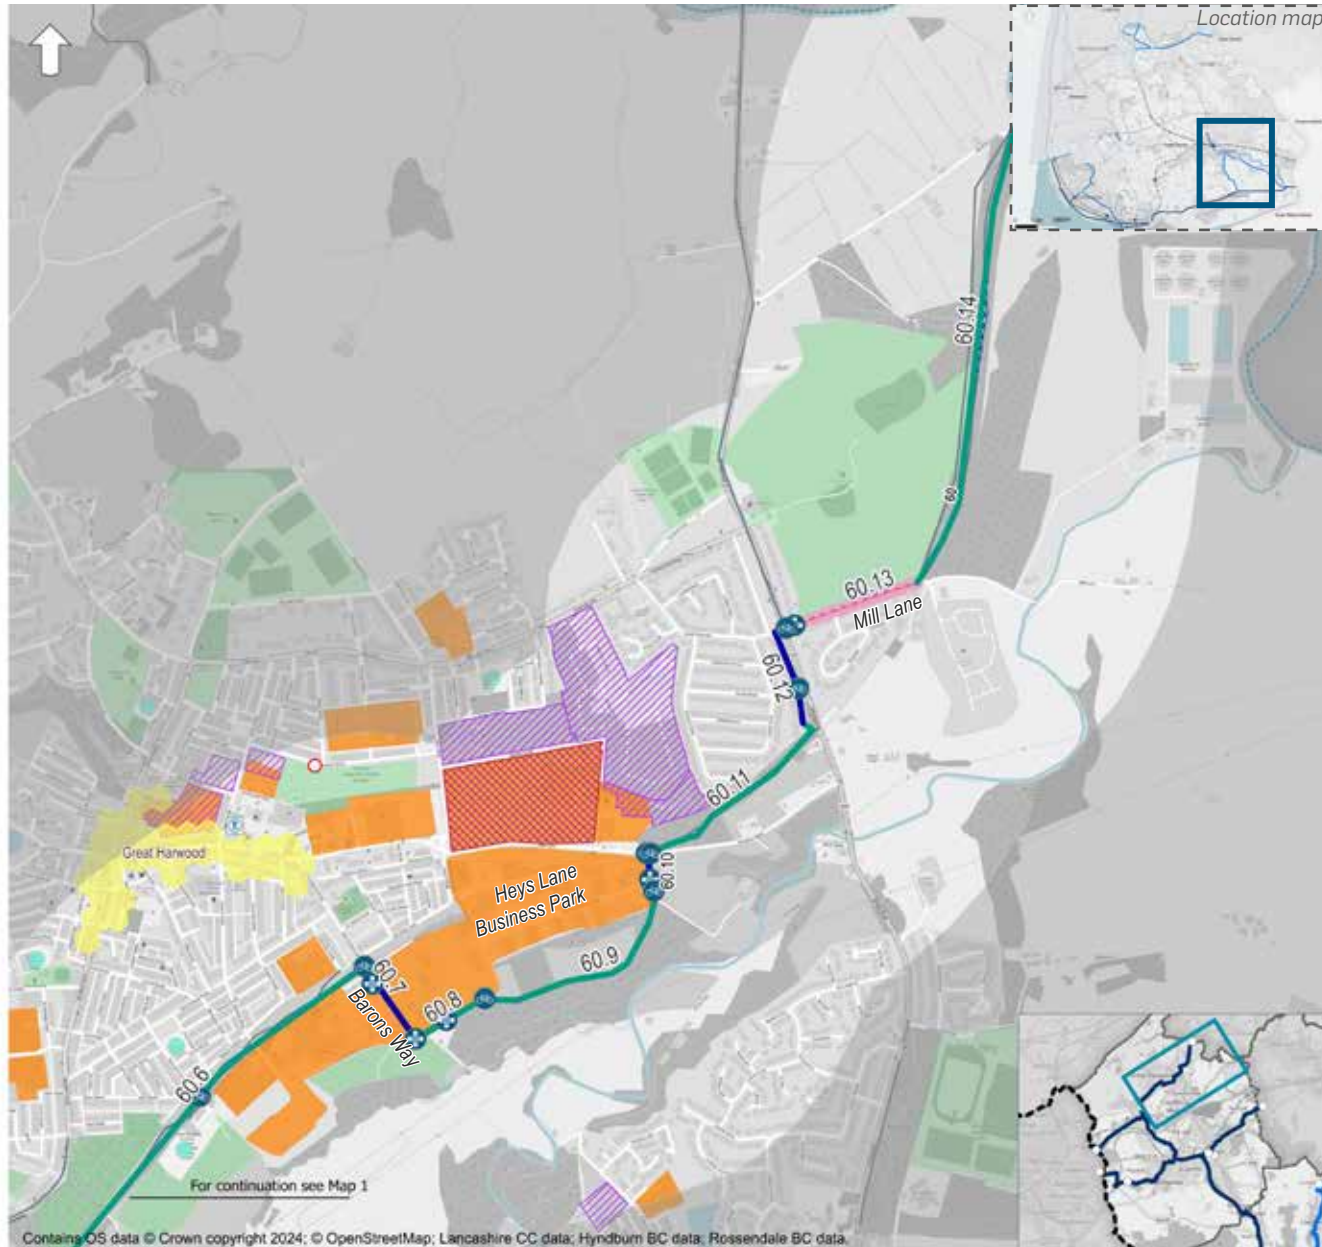 Location map
60.14
60
60.13
Mill Lane
60.12
60.11
60.10
Great Harwood
Heys Lane
Business Park
60.9
60.7
60.8
Barons Way
60.6
For continuation see Map 1
Contains OS data © Crown copyright 2024; © OpenStreetMap; Lancashire CC data; Hyndburn BC data; Rossendale BC data.